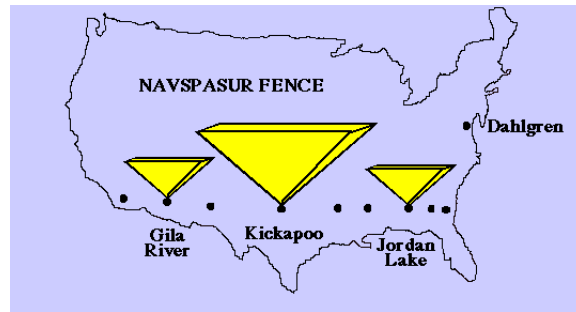 NAVSPASUR FENCE
Dahlgren
Gila
River
Kickapoo
Jordan
Lake